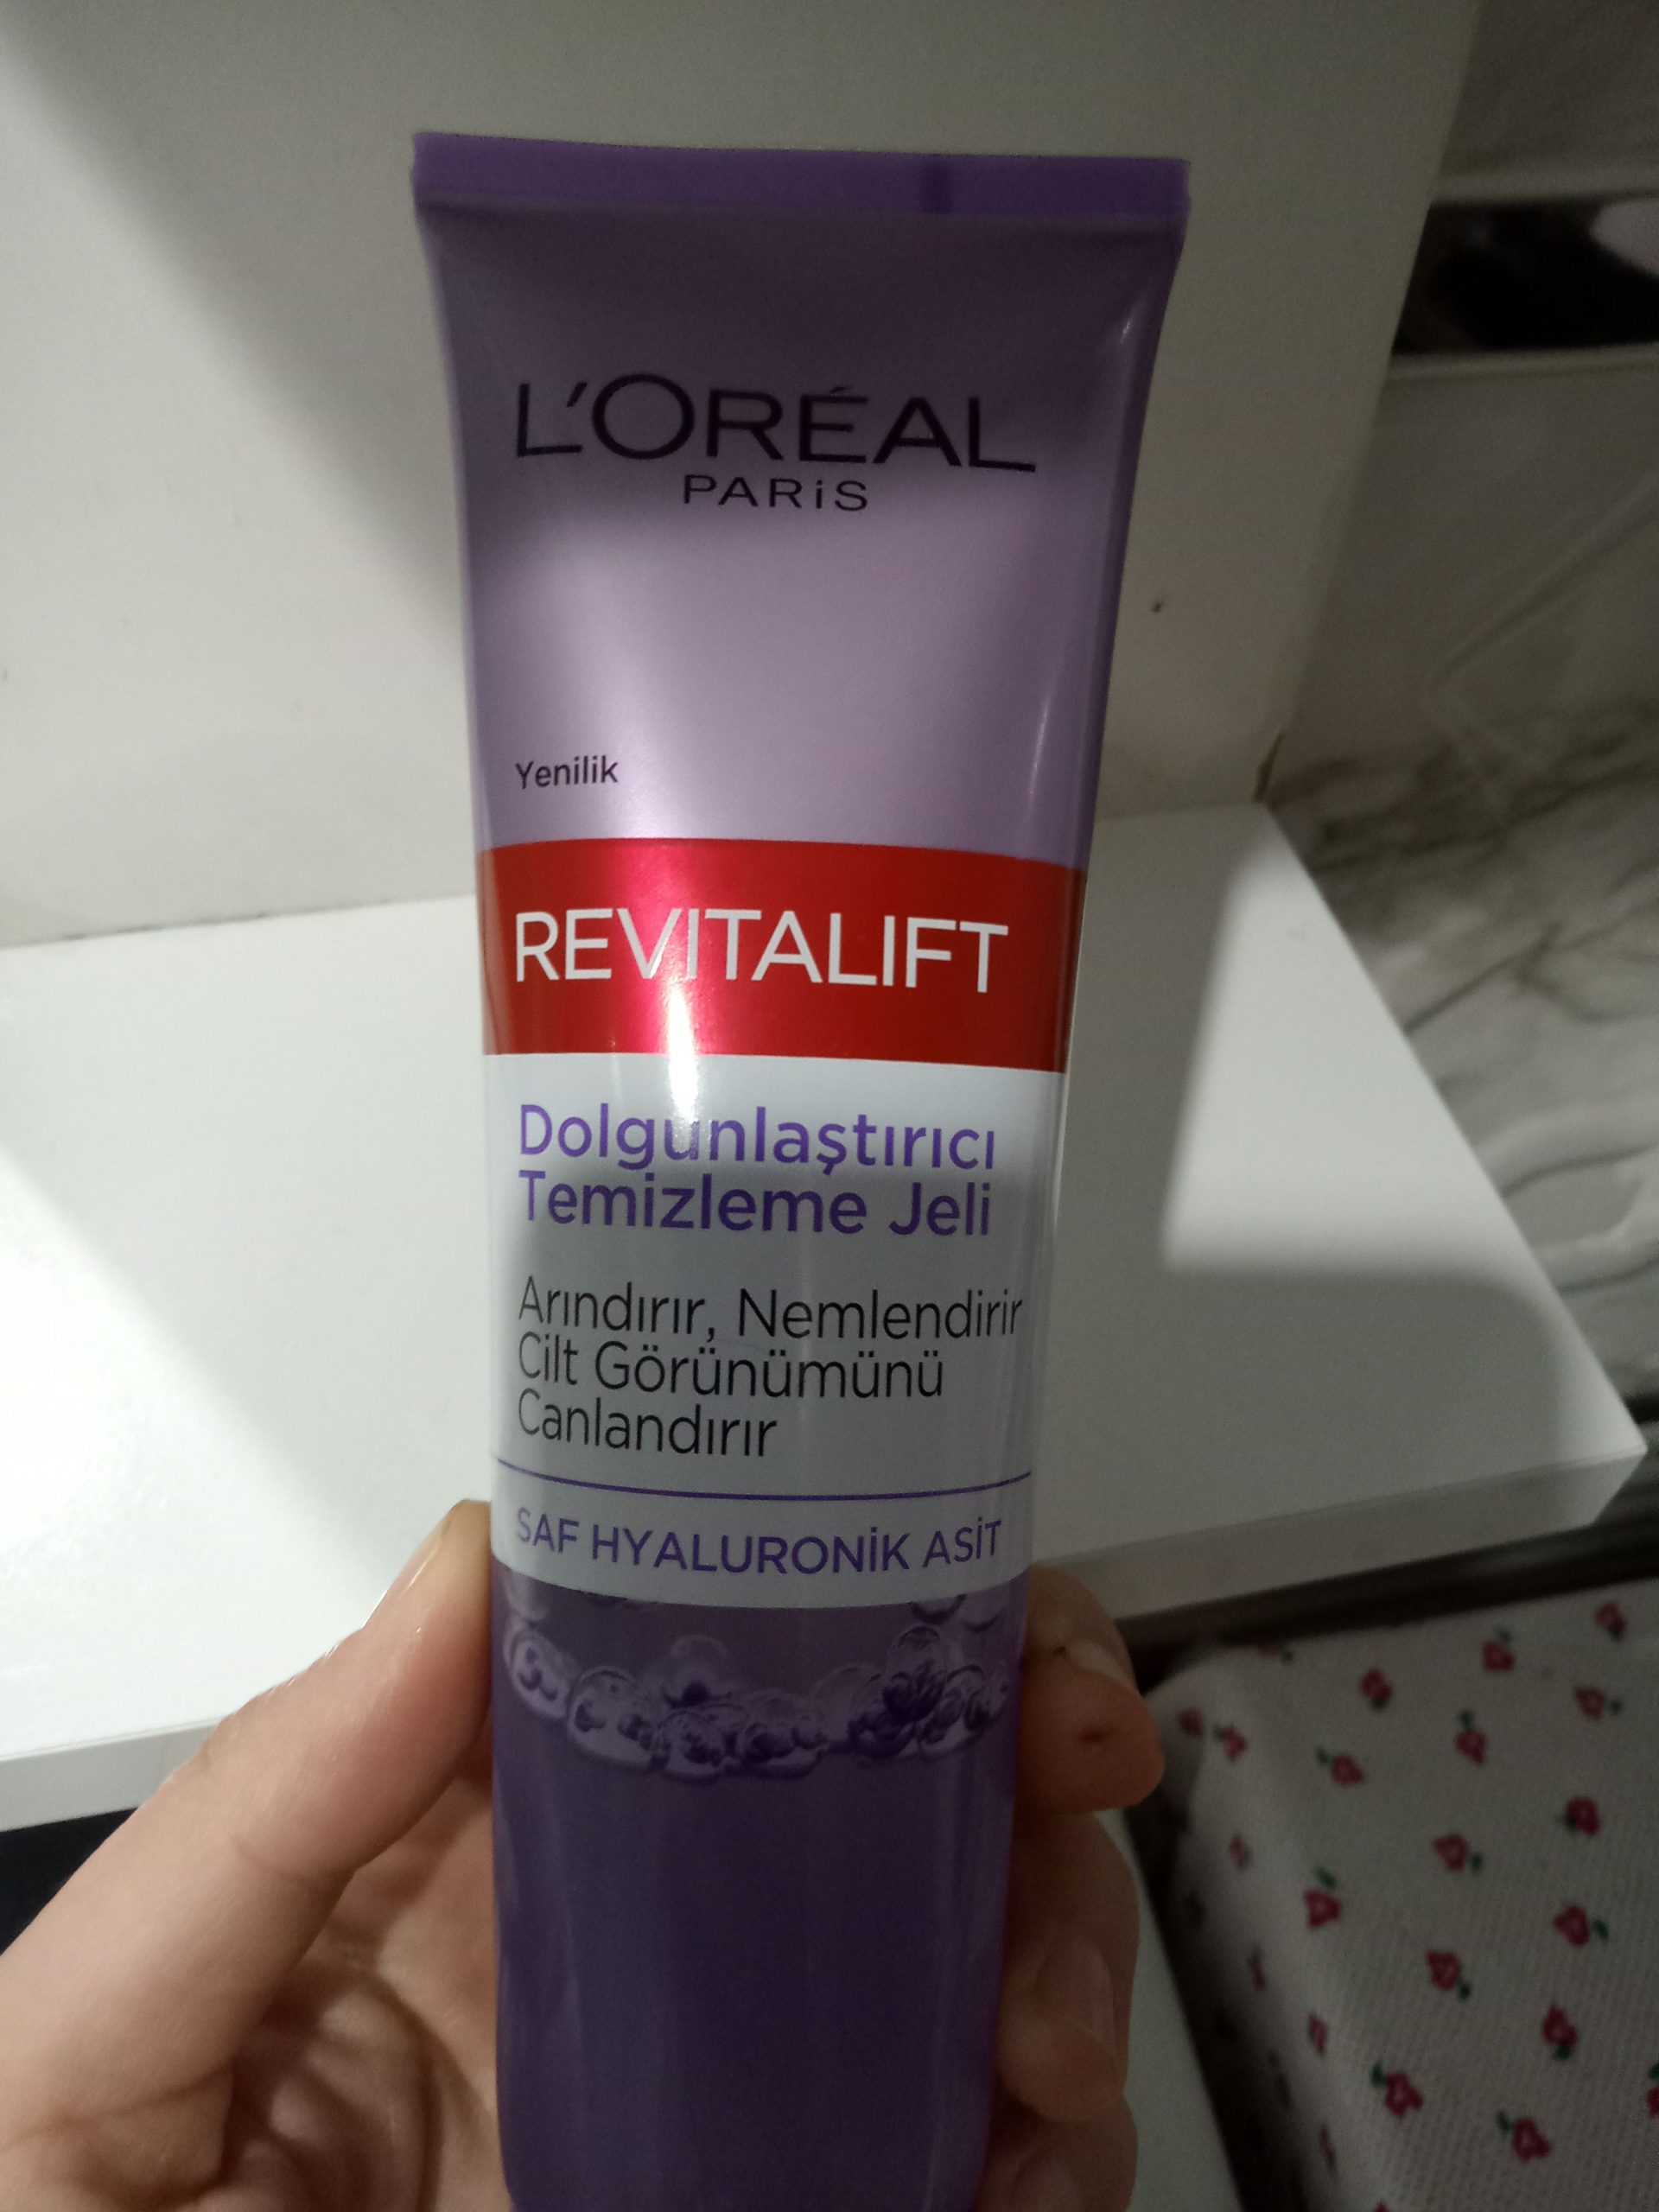 L'ORÉAL
PARiS
Yenilik
REVITALIFT
Dolgunlaştırıcı
Temizleme Jeli
Arındırır, Nemlendirir
Cilt Görünümünü
Canlandırır
SAF HYALURONİK ASİT